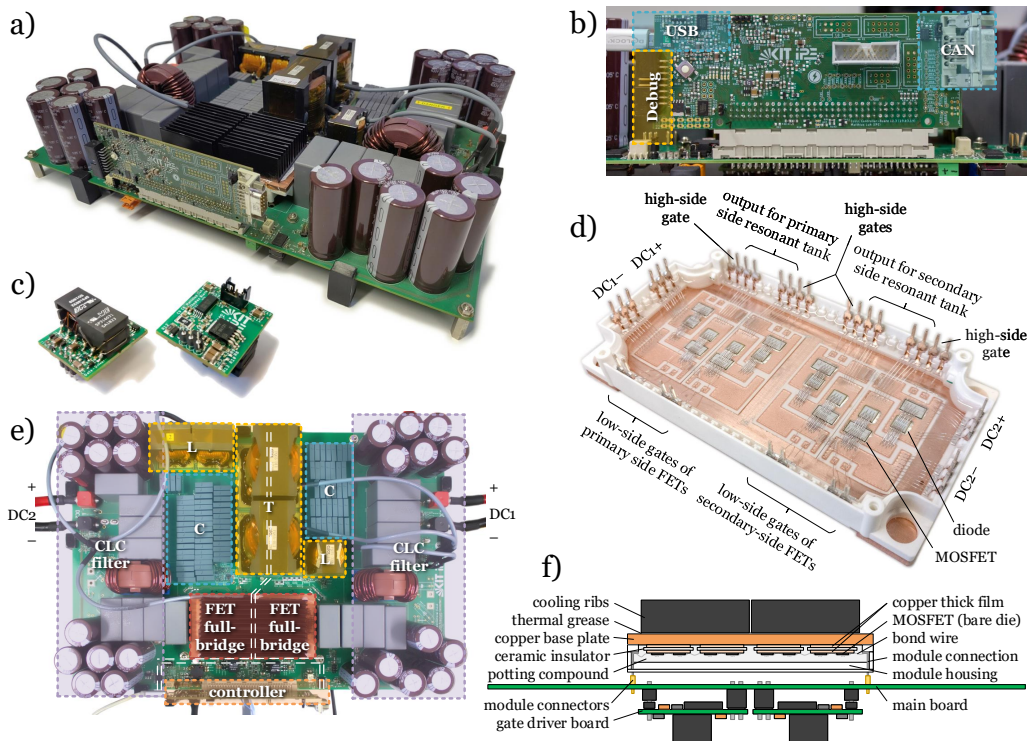 a)
b)
USB
KIT
CAN
Debug
c)
KIT
d)
high-side
gate
output for primary
side resonant tank
high-side
gates
output for secondary
side resonant tank
high-side
gate
DC1−
DC1+
low-side gates of
primary side FETs
low-side gates of
secondary-side FETs
DC2+
DC2−
diode
MOSFET
e)
L
T
C
C
L
+
DC2
−
+
DC1
−
CLC
filter
CLC
filter
FET
full-
bridge
FET
full-
bridge
controller
f)
cooling ribs
thermal grease
copper base plate
ceramic insulator
potting compound
module connectors
gate driver board
copper thick film
MOSFET (bare die)
bond wire
module connection
module housing
main board